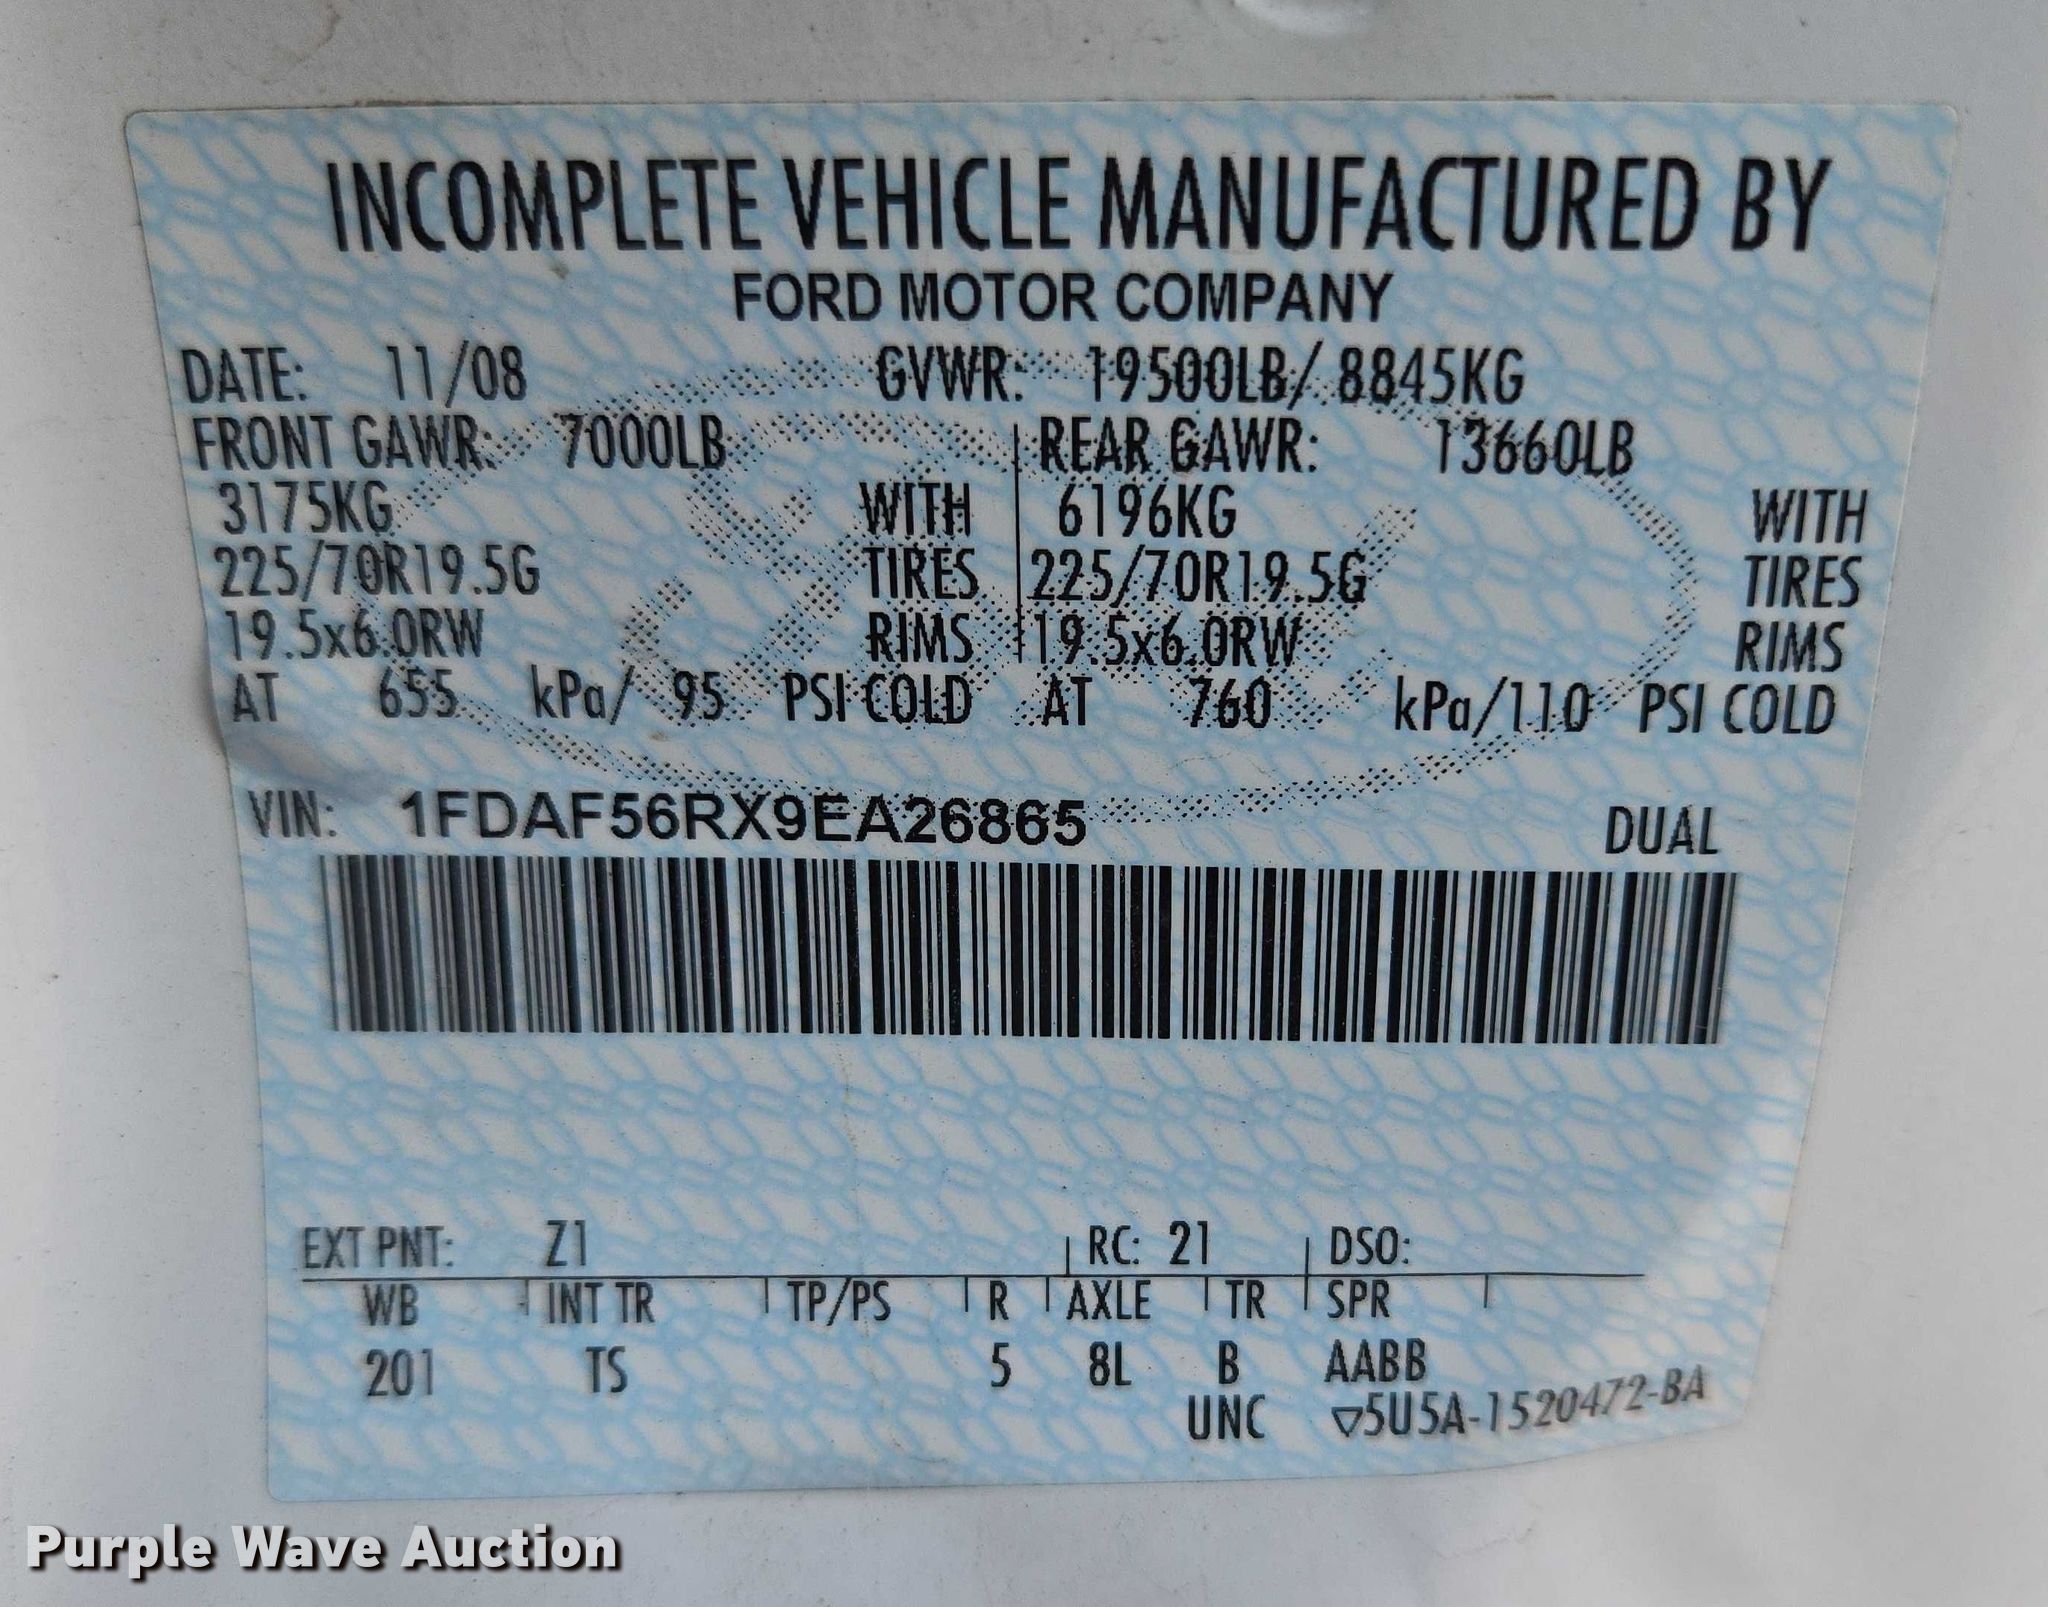 INCOMPLETE VEHICLE MANUFACTURED BY
FORD MOTOR COMPANY
DATE: 11/08 GVWR: 19500LB/ 8845KG
FRONT GAWR: 7000LB REAR GAWR: 13660LB
3175KG WITH 6196KG WITH
225/70R19.5G TIRES 225/70R19.5G TIRES
19.5x6.0RW RIMS 19.5x6.0RW RIMS
AT 655 kPa/ 95 PSI COLD AT 760 kPa/110 PSI COLD
VIN: 1FDAF56RX9EA26865 DUAL
EXT PNT: Z1 RC: 21 DSO:
WB INT TR TP/PS R AXLE TR SPR
201 TS 5 8L B AABB
UNC ▽5U5A-1520472-BA
Purple Wave Auction